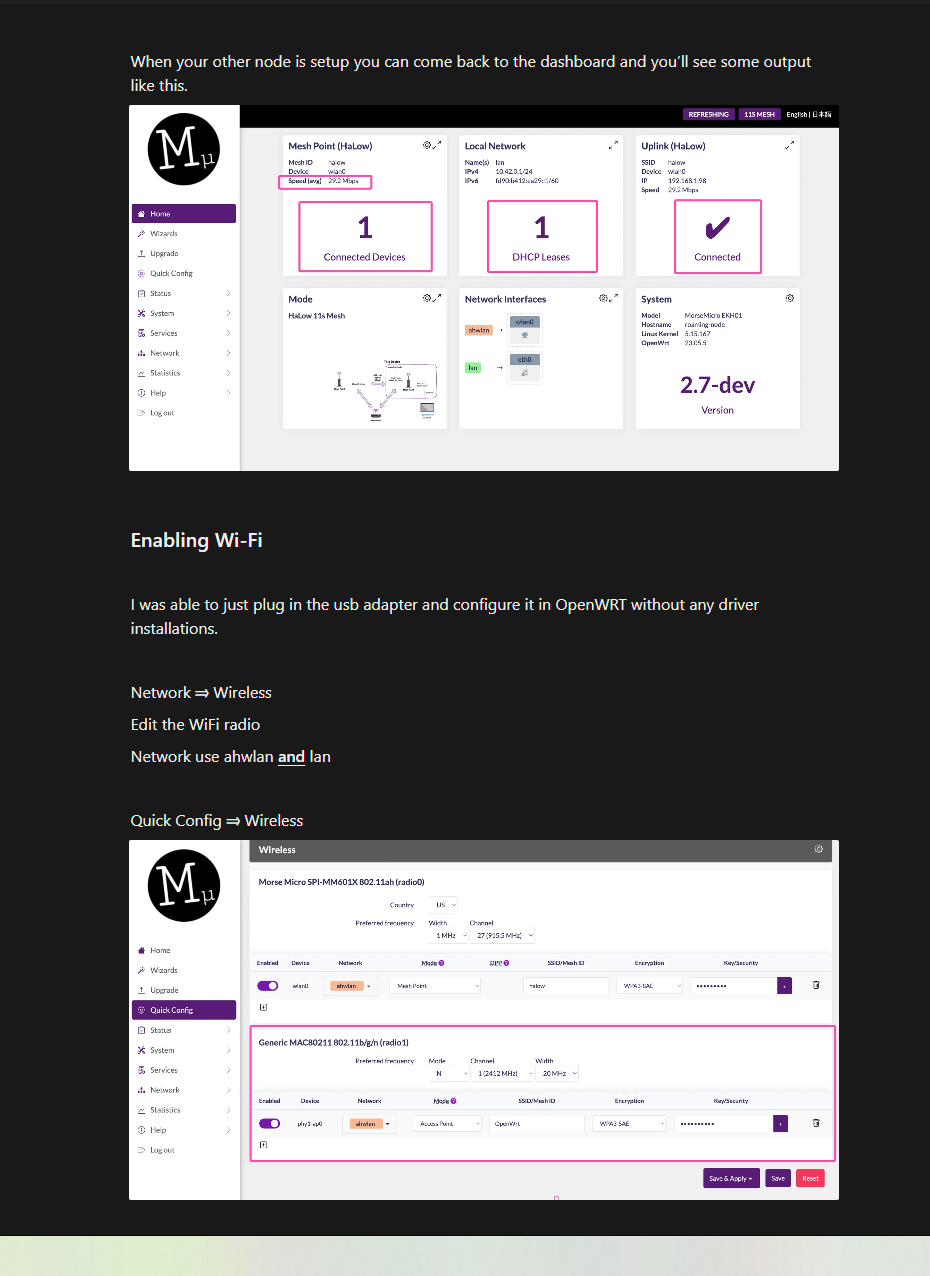 When your other node is setup you can come back to the dashboard and you'll see some output
like this.
Mμ
REFRESHING 11S MESH English | 日本語
Home
Wizards
Upgrade
Quick Config
Status
System
Services
Network
Statistics
Help
Log out
Mesh Point (HaLow)
Mesh ID halow
Device wlan0
Speed (avg) 29.2 Mbps
1
Connected Devices
Local Network
Name(s) lan
IPv4 10.42.0.1/24
IPv6 fd90:b412:ea29:1/60
1
DHCP Leases
Uplink (HaLow)
SSID halow
Device wlan0
IP 192.168.1.98
Speed 29.2 Mbps
✔
Connected
Mode
HaLow 11s Mesh
Network Interfaces
ahwlan → wlan0
lan → eth0
System
Model MorseMicro EKH01
Hostname roaming-node
Linux Kernel 5.15.167
OpenWrt 23.05.5
2.7-dev
Version
Enabling Wi-Fi
I was able to just plug in the usb adapter and configure it in OpenWRT without any driver
installations.
Network ⇒ Wireless
Edit the WiFi radio
Network use ahwlan and lan
Quick Config ⇒ Wireless
Mμ
Home
Wizards
Upgrade
Quick Config
Status
System
Services
Network
Statistics
Help
Log out
Wireless
Morse Micro SPI-MM601X 802.11ah (radio0)
Country US
Preferred frequency Width Channel
1 MHz 27 (915.5 MHz)
Enabled Device Network Mode DPP SSID/Mesh ID Encryption Key/Security
wlan0 ahwlan Mesh Point halow WPA3-SAE •••••••••
Generic MAC80211 802.11b/g/n (radio1)
Preferred frequency Mode Channel Width
N 1 (2412 MHz) 20 MHz
Enabled Device Network Mode SSID/Mesh ID Encryption Key/Security
phy1-ap0 ahwlan Access Point OpenWrt WPA3-SAE ••••••••••
Save & Apply Save Reset